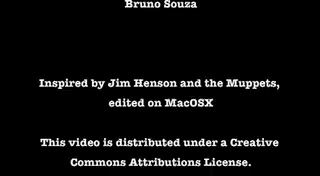 Bruno Souza
Inspired by Jim Henson and the Muppets,
edited on MacOSX
This video is distributed under a Creative
Commons Attributions License.